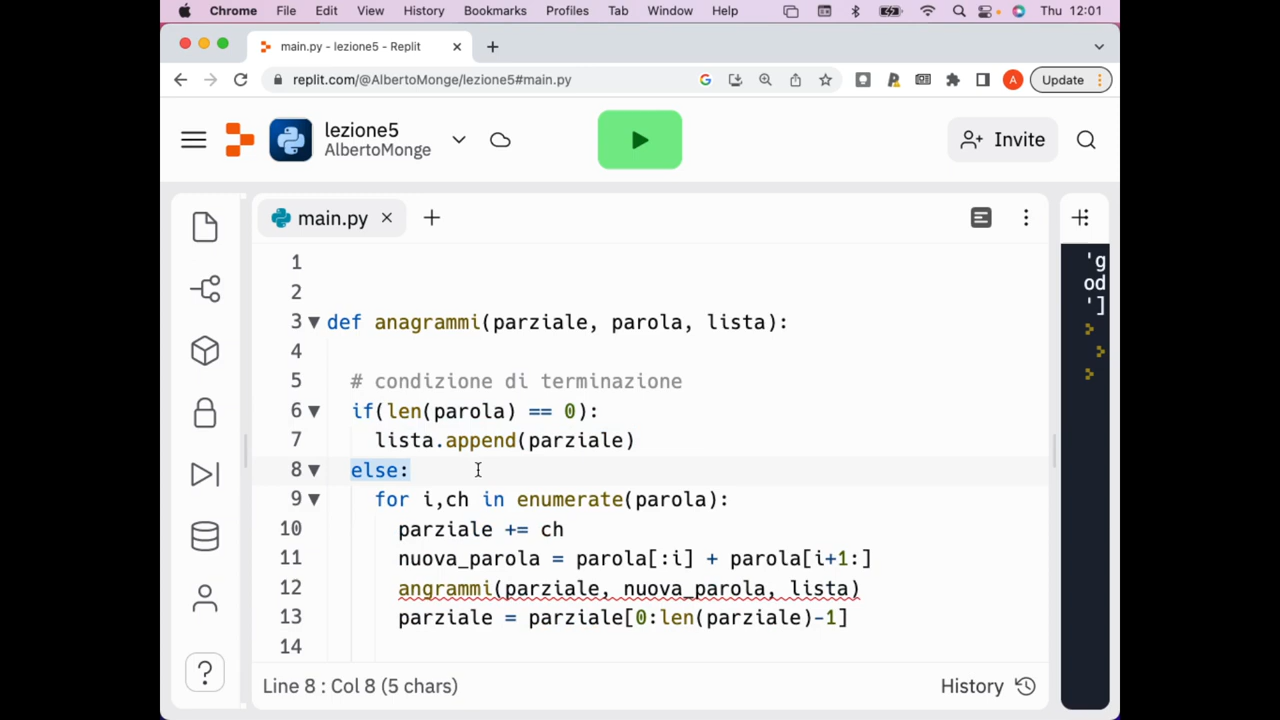 Chrome File Edit View History Bookmarks Profiles Tab Window Help Thu 12:01
main.py - lezione5 - Replit
replit.com/@AlbertoMonge/lezione5#main.py
A
Update
lezione5
AlbertoMonge
Invite
main.py
1
2
3 def anagrammi(parziale, parola, lista):
4
5 # condizione di terminazione
6 if(len(parola) == 0):
7 lista.append(parziale)
8 else:
9 for i,ch in enumerate(parola):
10 parziale += ch
11 nuova_parola = parola[:i] + parola[i+1:]
12 angrammi(parziale, nuova_parola, lista)
13 parziale = parziale[0:len(parziale)-1]
14
'g
od
']
?
Line 8 : Col 8 (5 chars)
History